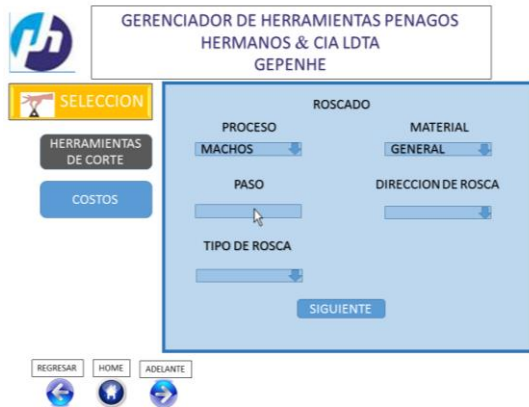 GERENCIADOR DE HERRAMIENTAS PENAGOS
HERMANOS & CIA LDTA
GEPENHE
SELECCION
HERRAMIENTAS
DE CORTE
COSTOS
ROSCADO
PROCESO
MATERIAL
MACHOS
GENERAL
PASO
DIRECCION DE ROSCA
TIPO DE ROSCA
SIGUIENTE
REGRESAR
HOME
ADELANTE